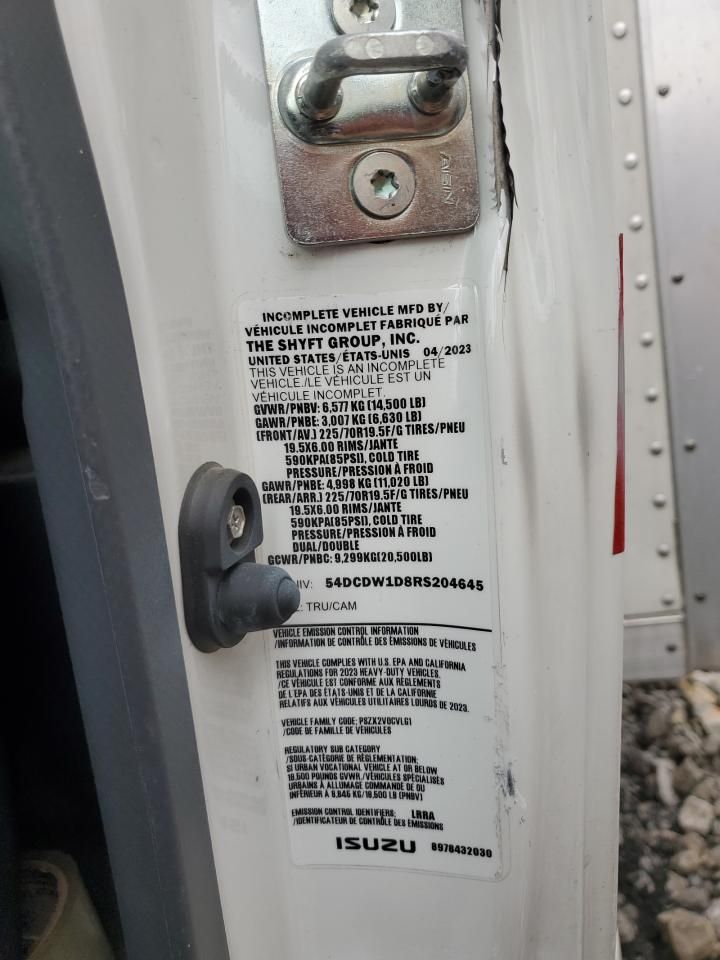 AISIN
INCOMPLETE VEHICLE MFD BY/
VÉHICULE INCOMPLET FABRIQUÉ PAR
THE SHYFT GROUP, INC.
UNITED STATES/ÉTATS-UNIS 04/2023
THIS VEHICLE IS AN INCOMPLETE
VEHICLE./LE VÉHICULE EST UN
VÉHICULE INCOMPLET.
GVWR/PNBV: 6,577 KG (14,500 LB)
GAWR/PNBE: 3,007 KG (6,630 LB)
(FRONT/AV.) 225/70R19.5F/G TIRES/PNEU
19.5X6.00 RIMS/JANTE
590KPA(85PSI), COLD TIRE
PRESSURE/PRESSION À FROID
GAWR/PNBE: 4,998 KG (11,020 LB)
(REAR/ARR.) 225/70R19.5F/G TIRES/PNEU
19.5X6.00 RIMS/JANTE
590KPA(85PSI), COLD TIRE
PRESSURE/PRESSION À FROID
DUAL/DOUBLE
GCWR/PNBC: 9,299KG(20,500LB)
NIV: 54DCDW1D8RS204645
: TRU/CAM
VEHICLE EMISSION CONTROL INFORMATION
/INFORMATION DE CONTRÔLE DES ÉMISSIONS DE VÉHICULES
THIS VEHICLE COMPLIES WITH U.S. EPA AND CALIFORNIA
REGULATIONS FOR 2023 HEAVY-DUTY VEHICLES.
/CE VÉHICULE EST CONFORME AUX RÈGLEMENTS
DE L'EPA DES ÉTATS-UNIS ET DE LA CALIFORNIE
RELATIFS AUX VÉHICULES UTILITAIRES LOURDS DE 2023.
VEHICLE FAMILY CODE: PSZX2VOCVLG1
/CODE DE FAMILLE DE VÉHICULES
REGULATORY SUB CATEGORY
/SOUS-CATÉGORIE DE RÉGLEMENTATION:
SI URBAN VOCATIONAL VEHICLE AT OR BELOW
19,500 POUNDS GVWR/VÉHICULES SPÉCIALISÉS
URBAINS À ALLUMAGE COMMANDÉ DE OU
INFÉRIEUR À 8,845 KG/19,500 LB (PNBV)
EMISSION CONTROL IDENTIFIERS: LRRA
/IDENTIFICATEUR DE CONTRÔLE DES ÉMISSIONS
ISUZU 8978432030